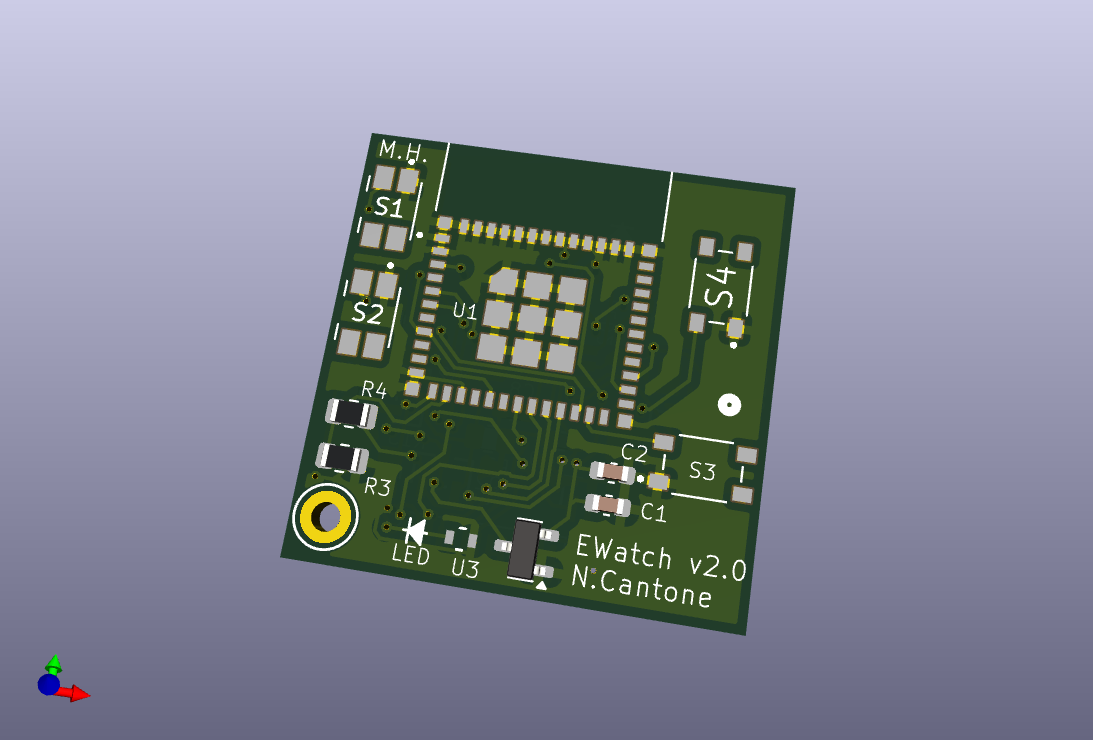 M.H.
S1
S2
U1
S4
R4
R3
C2
S3
C1
LED
U3
EWatch v2.0
N.Cantone